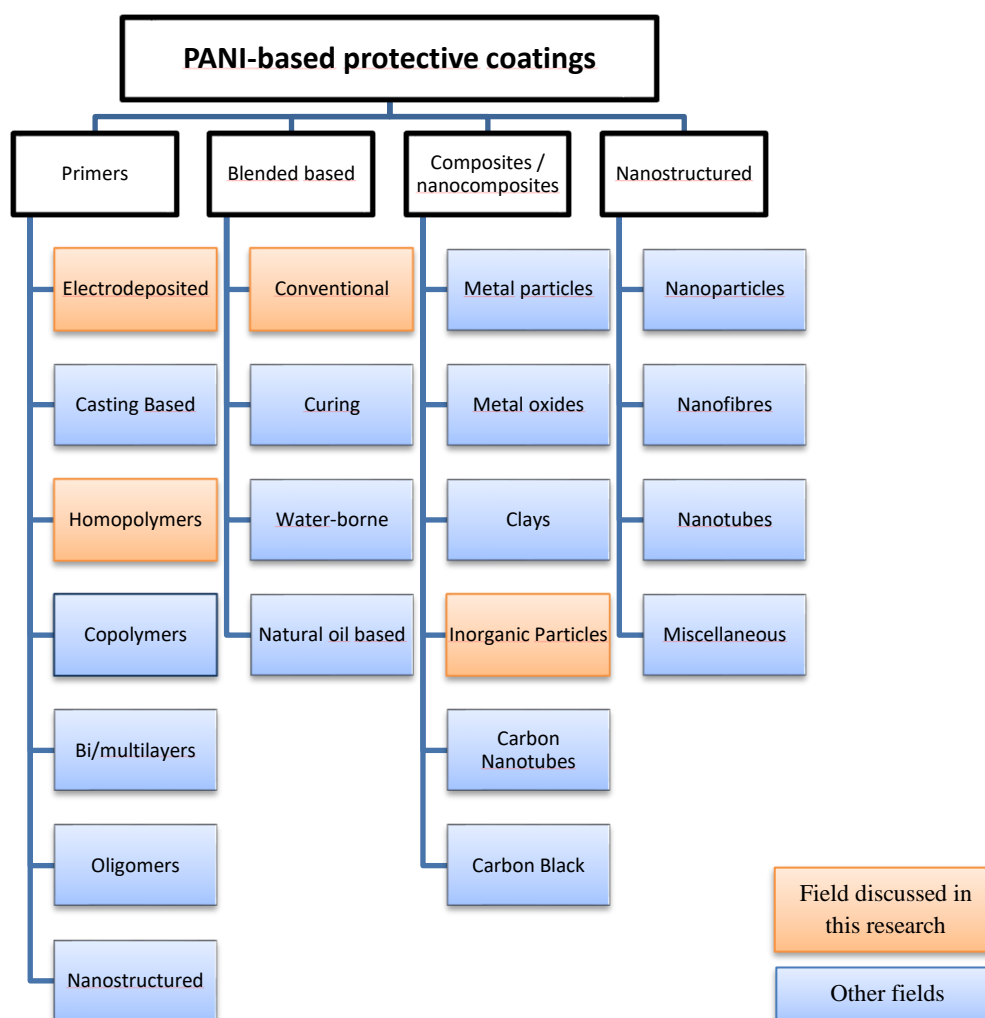 PANI-based protective coatings
Primers
Blended based
Composites /
nanocomposites
Nanostructured
Electrodeposited
Casting Based
Homopolymers
Copolymers
Bi/multilayers
Oligomers
Nanostructured
Conventional
Curing
Water-borne
Natural oil based
Metal particles
Metal oxides
Clays
Inorganic Particles
Carbon
Nanotubes
Carbon Black
Nanoparticles
Nanofibres
Nanotubes
Miscellaneous
Field discussed in
this research
Other fields